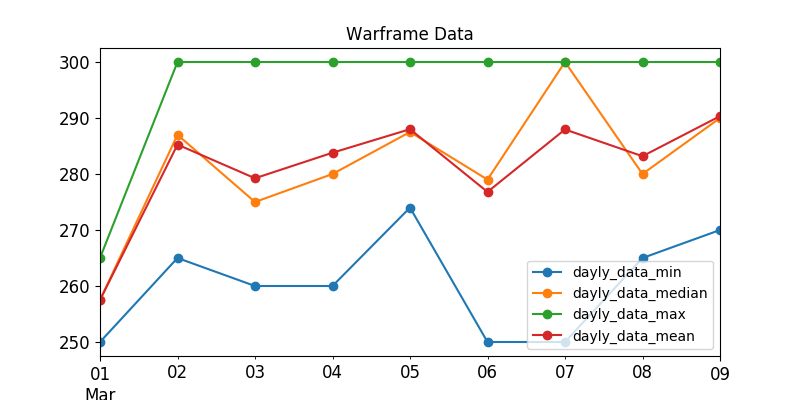 Warframe Data
300
290
280
270
260
250
dayly_data_min
dayly_data_median
dayly_data_max
dayly_data_mean
01 02 03 04 05 06 07 08 09
Mar